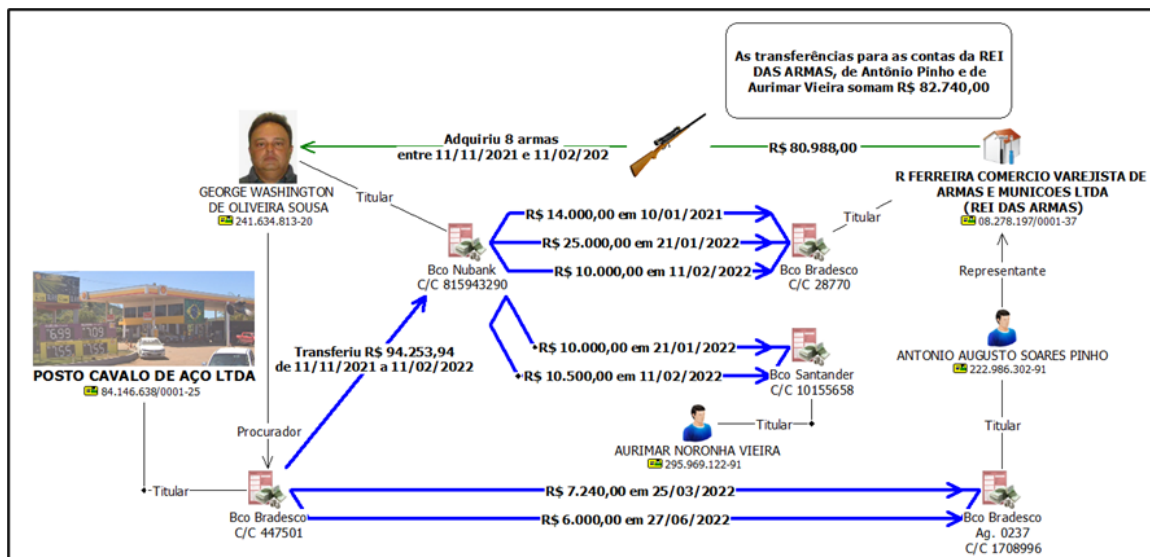 As transferências para as contas da REI
DAS ARMAS, de Antônio Pinho e de
Aurimar Vieira somam R$ 82.740,00
Adquiriu 8 armas
entre 11/11/2021 e 11/02/202
R$ 80.988,00
GEORGE WASHINGTON
DE OLIVEIRA SOUSA
241.634.813-20
Titular
R FERREIRA COMERCIO VAREJISTA DE
ARMAS E MUNICOES LTDA
(REI DAS ARMAS)
08.278.197/0001-37
Titular
R$ 14.000,00 em 10/01/2021
R$ 25.000,00 em 21/01/2022
R$ 10.000,00 em 11/02/2022
Bco Nubank
C/C 815943290
Bco Bradesco
C/C 28770
Representante
6.99
7.09
7.55
7.55
POSTO CAVALO DE AÇO LTDA
84.146.638/0001-25
Transferiu R$ 94.253,94
de 11/11/2021 a 11/02/2022
R$ 10.000,00 em 21/01/2022
R$ 10.500,00 em 11/02/2022
Bco Santander
C/C 10155658
ANTONIO AUGUSTO SOARES PINHO
222.986.302-91
Procurador
Titular
AURIMAR NORONHA VIEIRA
295.969.122-91
Titular
Titular
Bco Bradesco
C/C 447501
R$ 7.240,00 em 25/03/2022
R$ 6.000,00 em 27/06/2022
Bco Bradesco
Ag. 0237
C/C 1708996